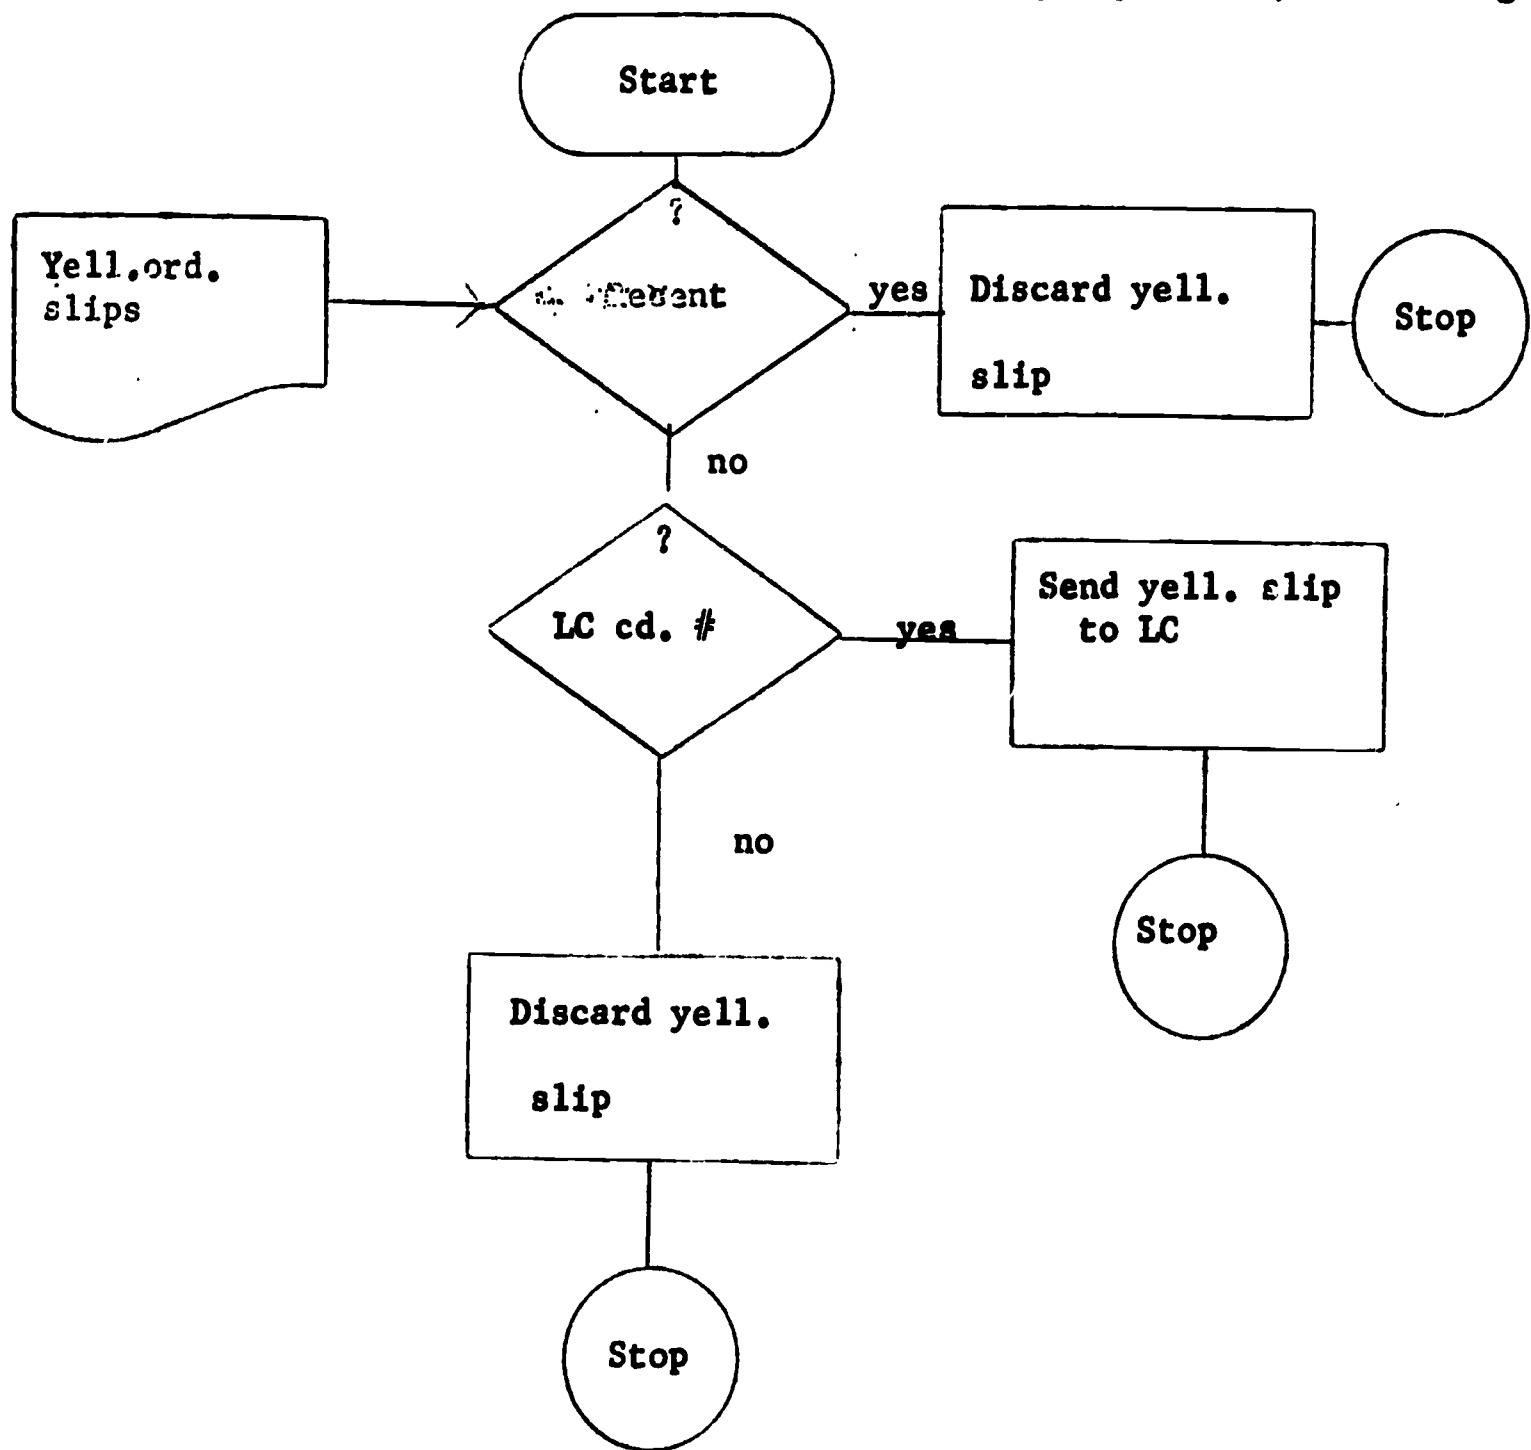 Start
Yell.ord.
slips
?
yes
Discard yell.
slip
Stop
no
?
LC cd. #
yes
Send yell. slip
to LC
no
Stop
Discard yell.
slip
Stop